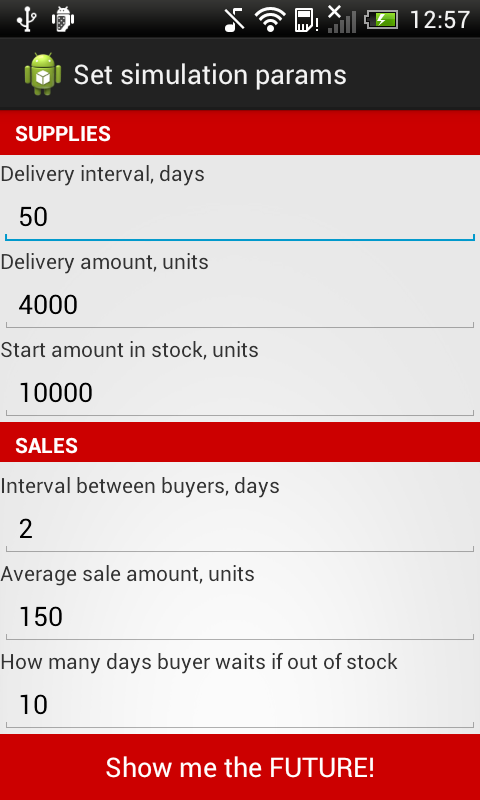 12:57
Set simulation params
SUPPLIES
Delivery interval, days
50
Delivery amount, units
4000
Start amount in stock, units
10000
SALES
Interval between buyers, days
2
Average sale amount, units
150
How many days buyer waits if out of stock
10
Show me the FUTURE!